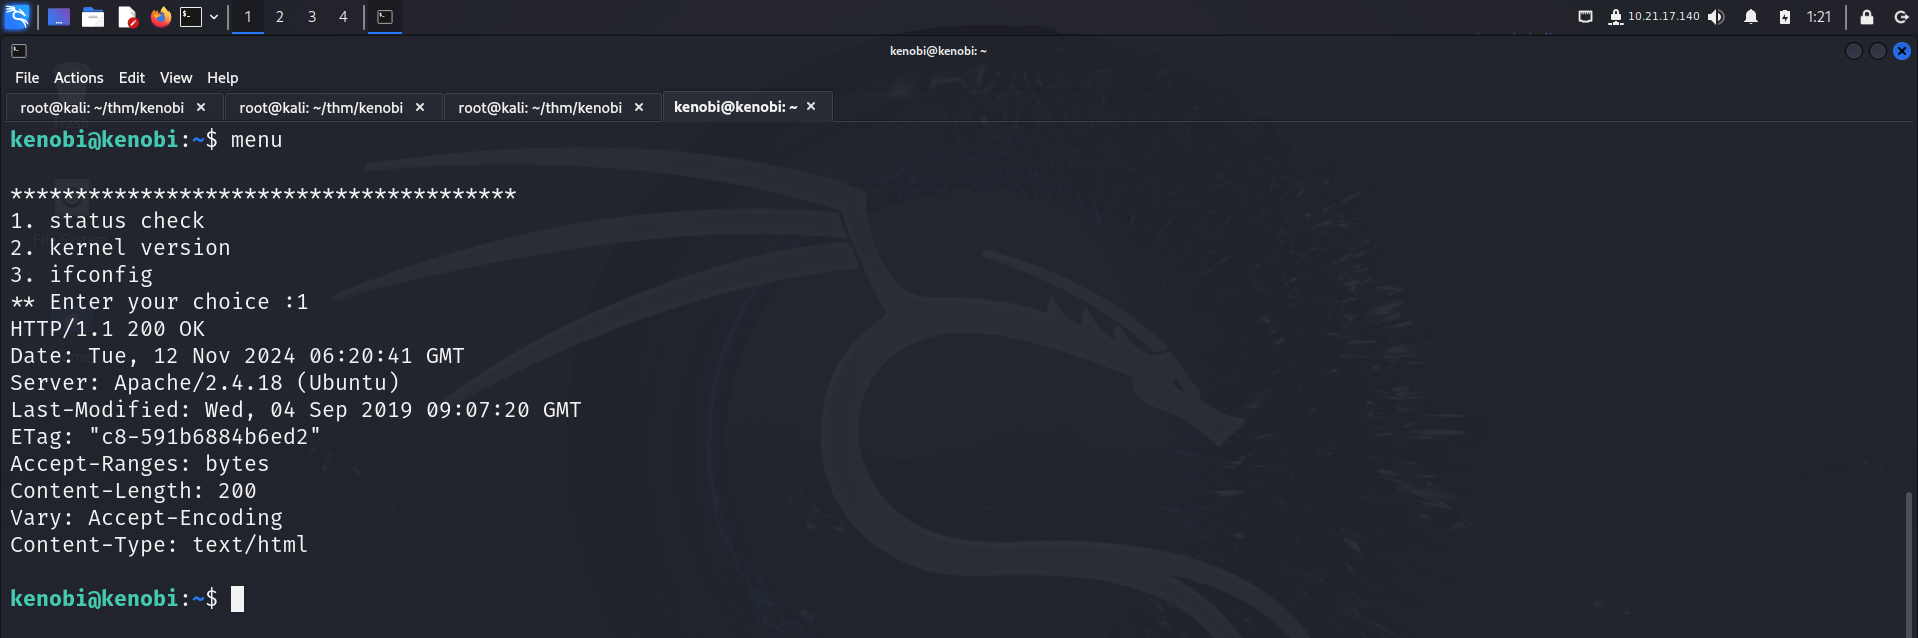 1 2 3 4 10.21.17.140 1:21
kenobi@kenobi: ~
File Actions Edit View Help
root@kali: ~/thm/kenobi × root@kali: ~/thm/kenobi × root@kali: ~/thm/kenobi × kenobi@kenobi: ~ ×
kenobi@kenobi:~$ menu
***************************************
1. status check
2. kernel version
3. ifconfig
** Enter your choice :1
HTTP/1.1 200 OK
Date: Tue, 12 Nov 2024 06:20:41 GMT
Server: Apache/2.4.18 (Ubuntu)
Last-Modified: Wed, 04 Sep 2019 09:07:20 GMT
ETag: "c8-591b6884b6ed2"
Accept-Ranges: bytes
Content-Length: 200
Vary: Accept-Encoding
Content-Type: text/html
kenobi@kenobi:~$